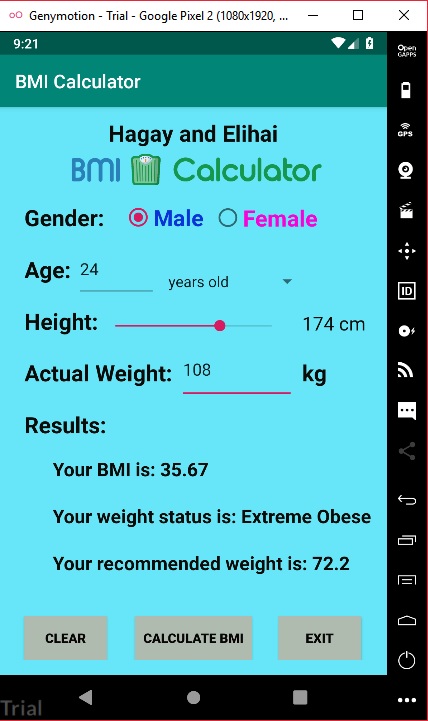 Genymotion - Trial - Google Pixel 2 (1080x1920, ...
9:21
Open
GAPPS
BMI Calculator
GPS
Hagay and Elihai
BMI Calculator
Gender: Male Female
Age: 24 years old
ID
Height: 174 cm
Actual Weight: 108 kg
Results:
Your BMI is: 35.67
Your weight status is: Extreme Obese
Your recommended weight is: 72.2
CLEAR CALCULATE BMI EXIT
Trial